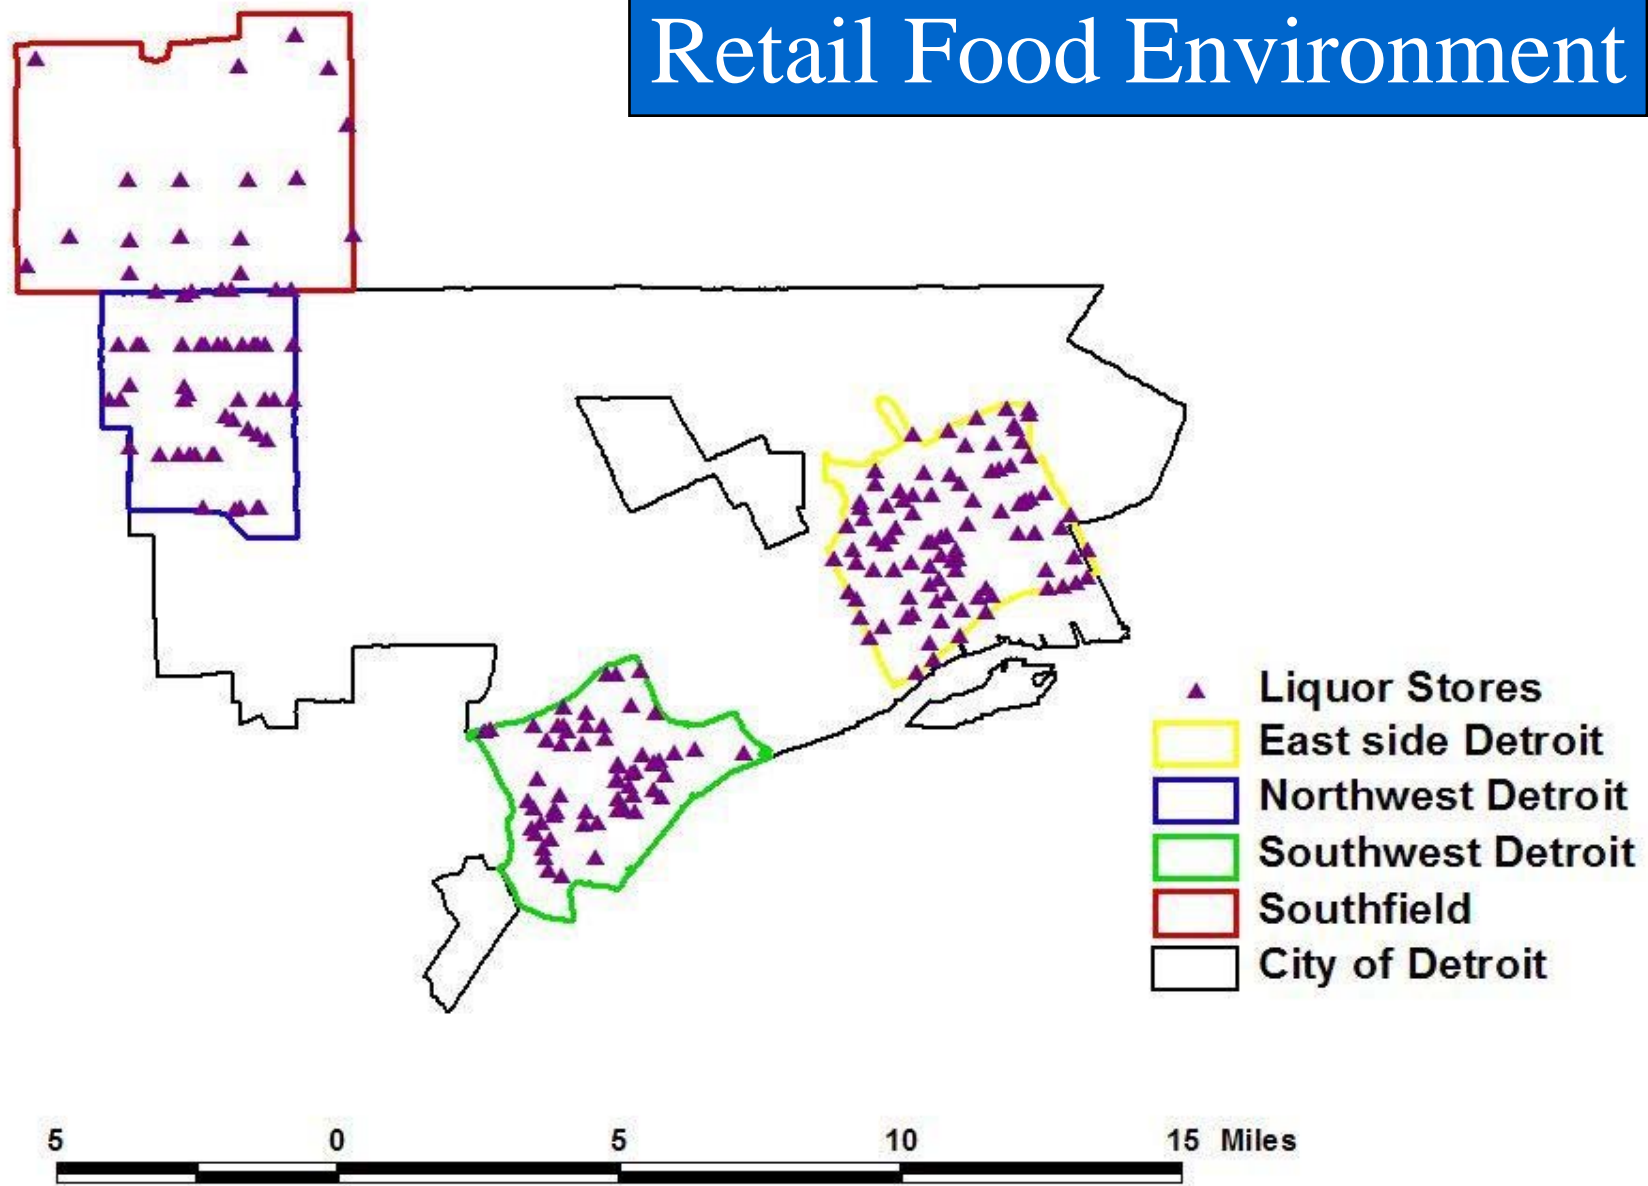 Retail Food Environment
Liquor Stores
East side Detroit
Northwest Detroit
Southwest Detroit
Southfield
City of Detroit
5 0 5 10 15 Miles